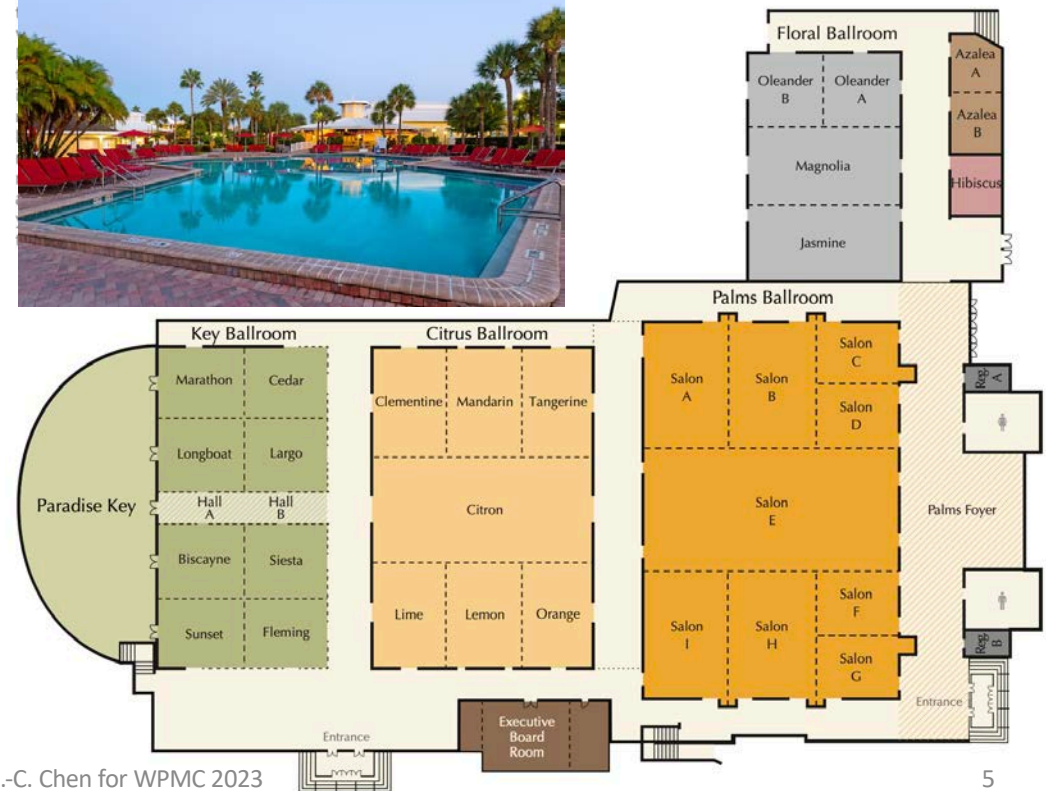 Floral Ballroom
Oleander
B
Oleander
A
Magnolia
Jasmine
Azalea
A
Azalea
B
Hibiscus
Palms Ballroom
Salon
A
Salon
B
Salon
C
Salon
D
Salon
E
Salon
I
Salon
H
Salon
F
Salon
G
Reg
A
Palms Foyer
Reg
B
Entrance
Key Ballroom
Marathon
Cedar
Longboat
Largo
Hall
A
Hall
B
Biscayne
Siesta
Sunset
Fleming
Paradise Key
Citrus Ballroom
Clementine
Mandarin
Tangerine
Citron
Lime
Lemon
Orange
Executive
Board
Room
Entrance
.-C. Chen for WPMC 2023
5